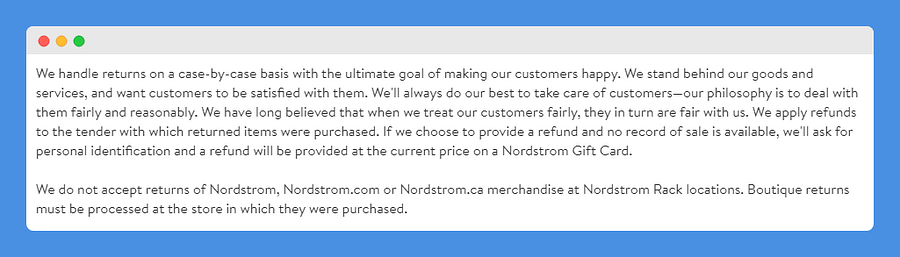 We handle returns on a case-by-case basis with the ultimate goal of making our customers happy. We stand behind our goods and
services, and want customers to be satisfied with them. We'll always do our best to take care of customers—our philosophy is to deal with
them fairly and reasonably. We have long believed that when we treat our customers fairly, they in turn are fair with us. We apply refunds
to the tender with which returned items were purchased. If we choose to provide a refund and no record of sale is available, we'll ask for
personal identification and a refund will be provided at the current price on a Nordstrom Gift Card.
We do not accept returns of Nordstrom, Nordstrom.com or Nordstrom.ca merchandise at Nordstrom Rack locations. Boutique returns
must be processed at the store in which they were purchased.